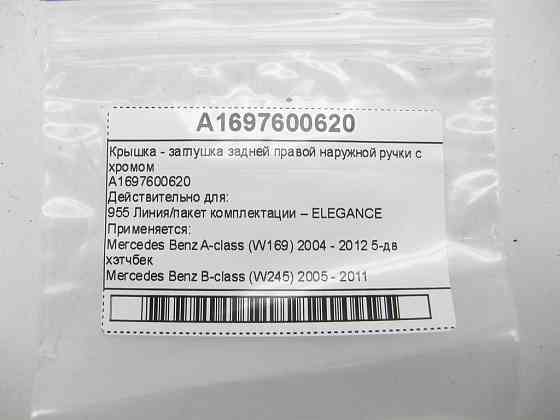 A1697600620
Крышка - заглушка задней правой наружной ручки с
хромом
A1697600620
Действительно для:
955 Линия/пакет комплектации – ELEGANCE
Применяется:
Mercedes Benz A-class (W169) 2004 - 2012 5-дв
хэтчбек
Mercedes Benz B-class (W245) 2005 - 2011